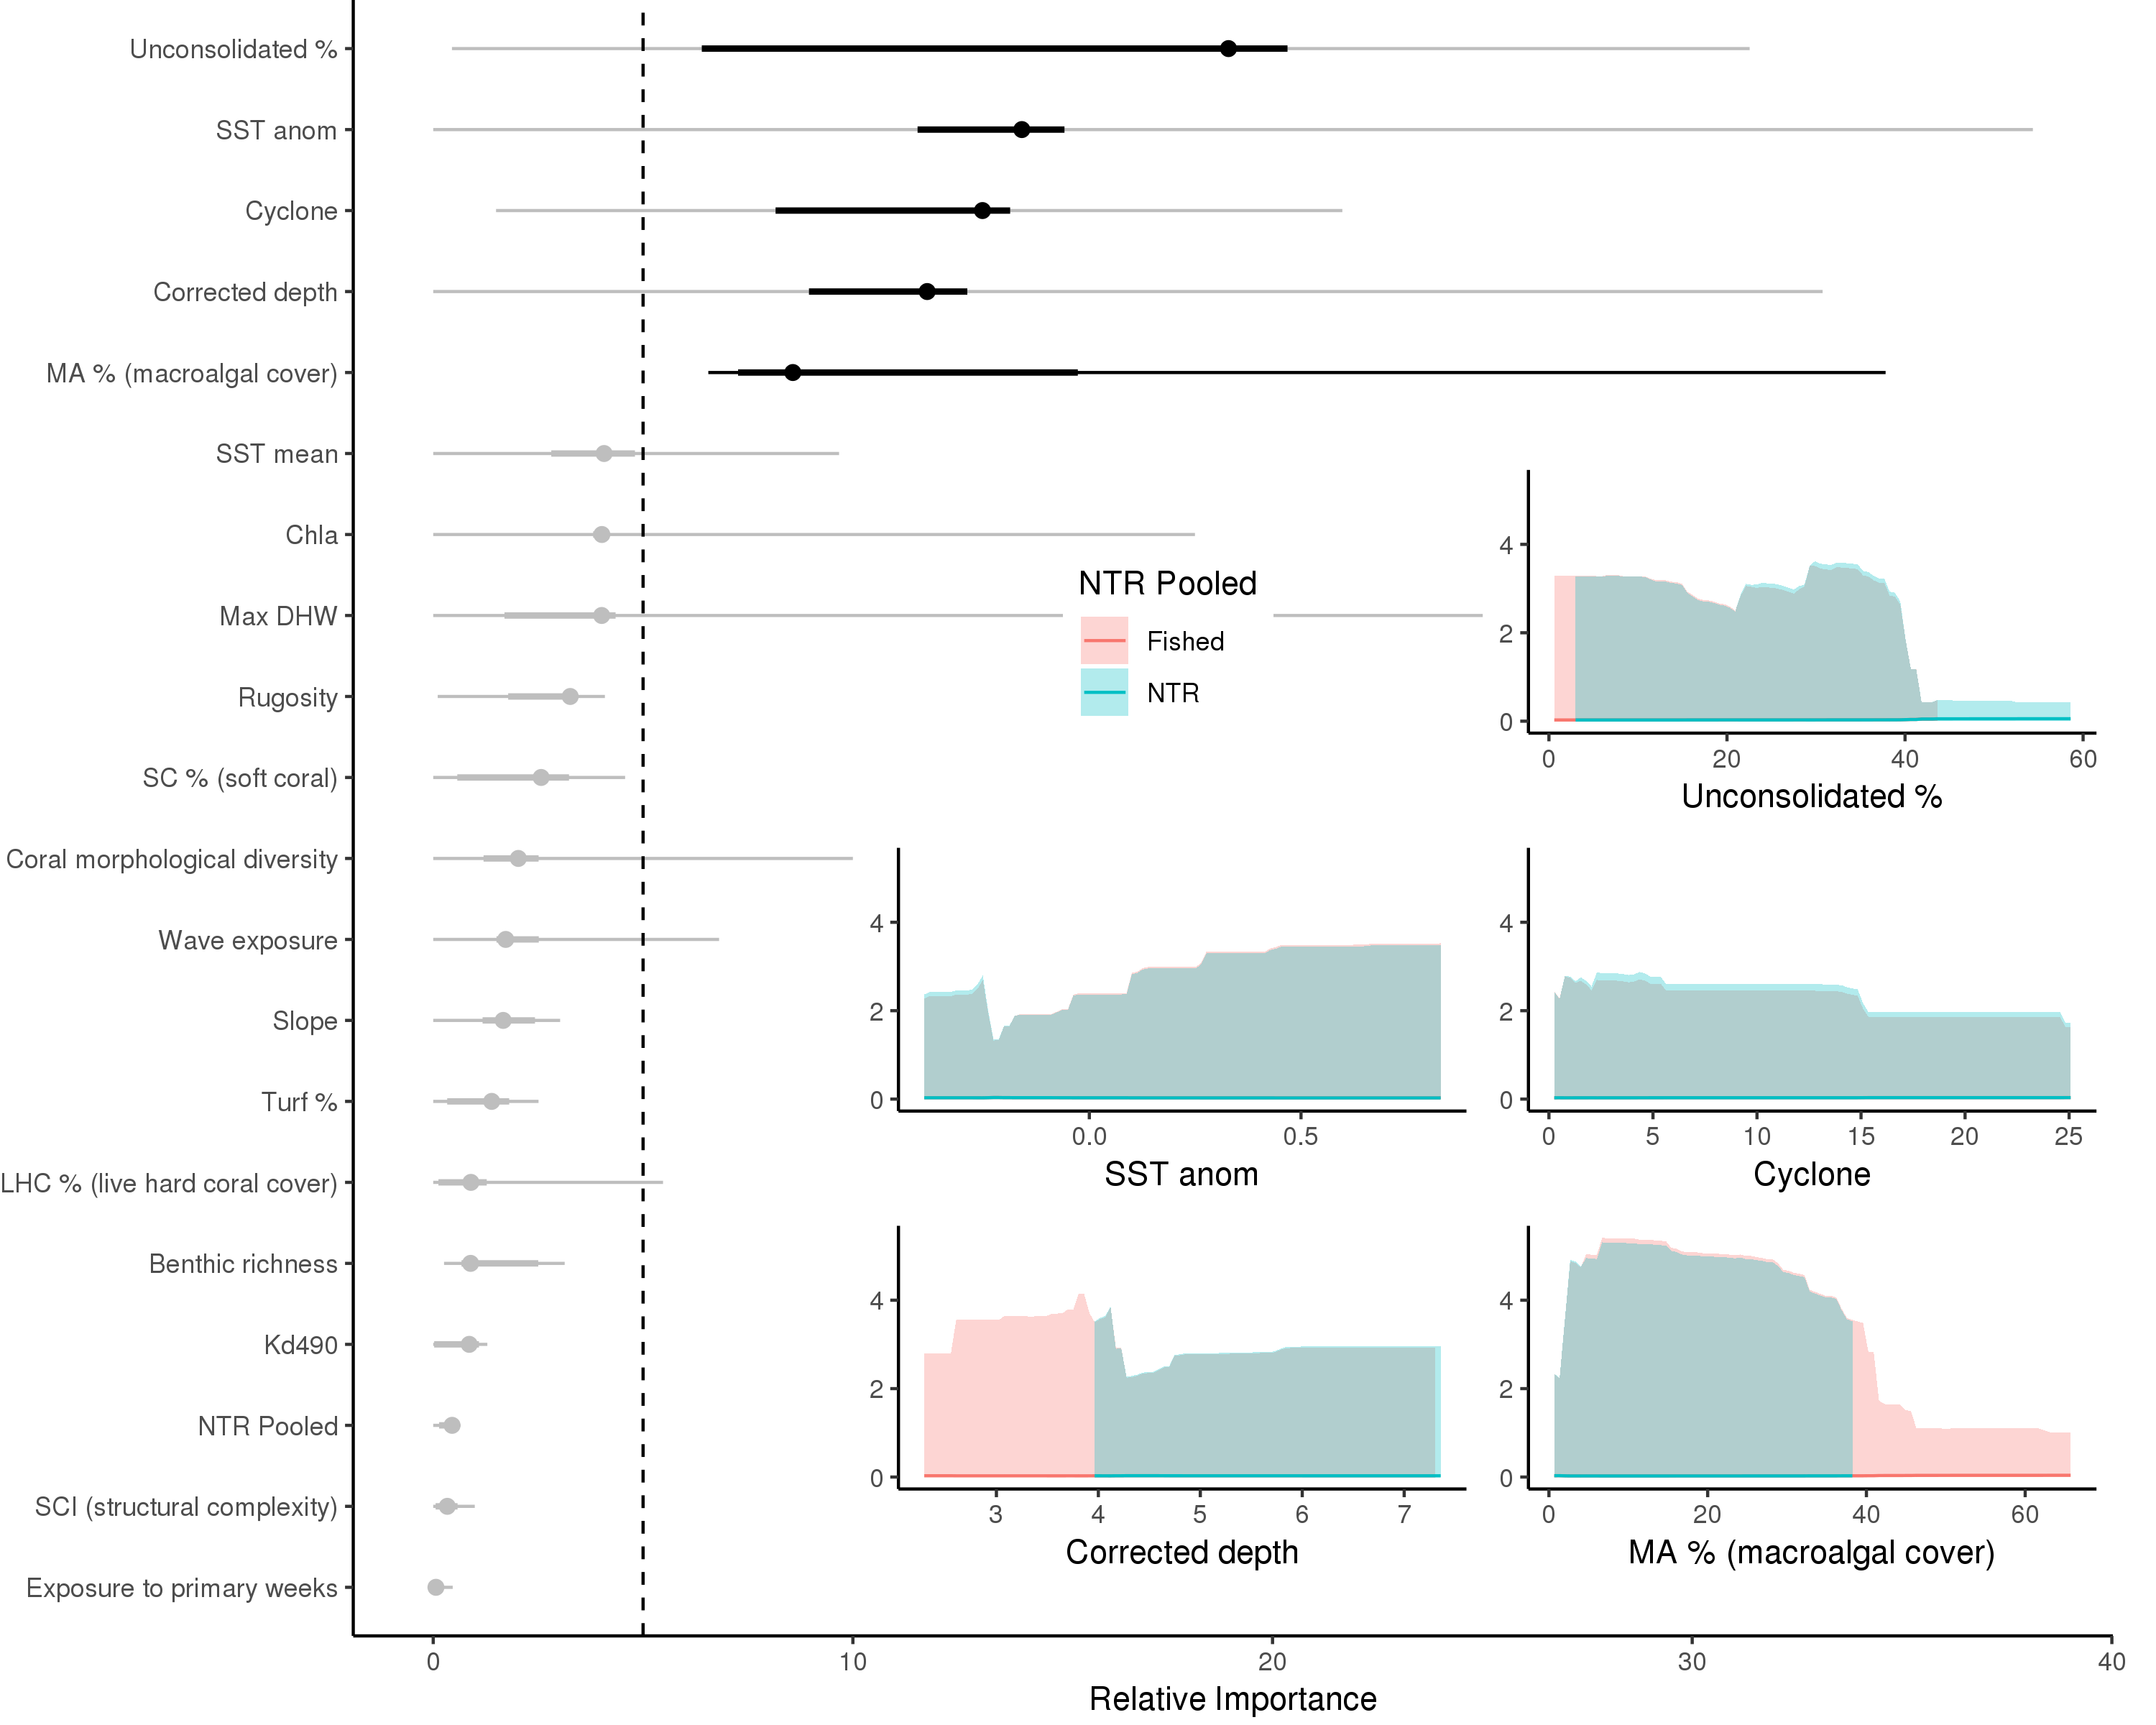 Unconsolidated %
SST anom
Cyclone
Corrected depth
MA % (macroalgal cover)
SST mean
Chla
Max DHW
Rugosity
SC % (soft coral)
Coral morphological diversity
Wave exposure
Slope
Turf %
LHC % (live hard coral cover)
Benthic richness
Kd490
NTR Pooled
SCI (structural complexity)
Exposure to primary weeks
0 10 20 30 40
Relative Importance
NTR Pooled
Fished
NTR
4
2
0
0 20 40 60
Unconsolidated %
4
2
0
0.0 0.5
SST anom
4
2
0
0 5 10 15 20 25
Cyclone
4
2
0
3 4 5 6 7
Corrected depth
4
2
0
0 20 40 60
MA % (macroalgal cover)